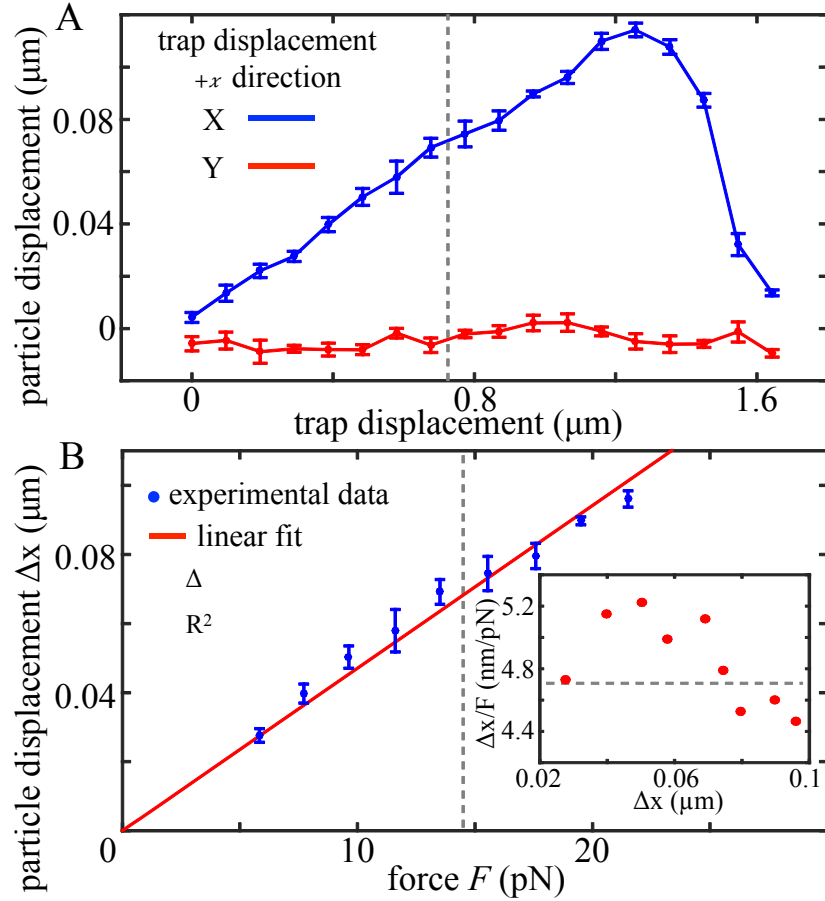 A
trap displacement
+x direction
X
Y
particle displacement (μm)
0.08
0.04
0
0 0.8 1.6
trap displacement (μm)
B
experimental data
linear fit
Δ
R²
particle displacement Δx (μm)
0.08
0.04
0
0 10 20
force F (pN)
Δx/F (nm/pN)
5.2
4.8
4.4
0.02 0.06 0.1
Δx (μm)